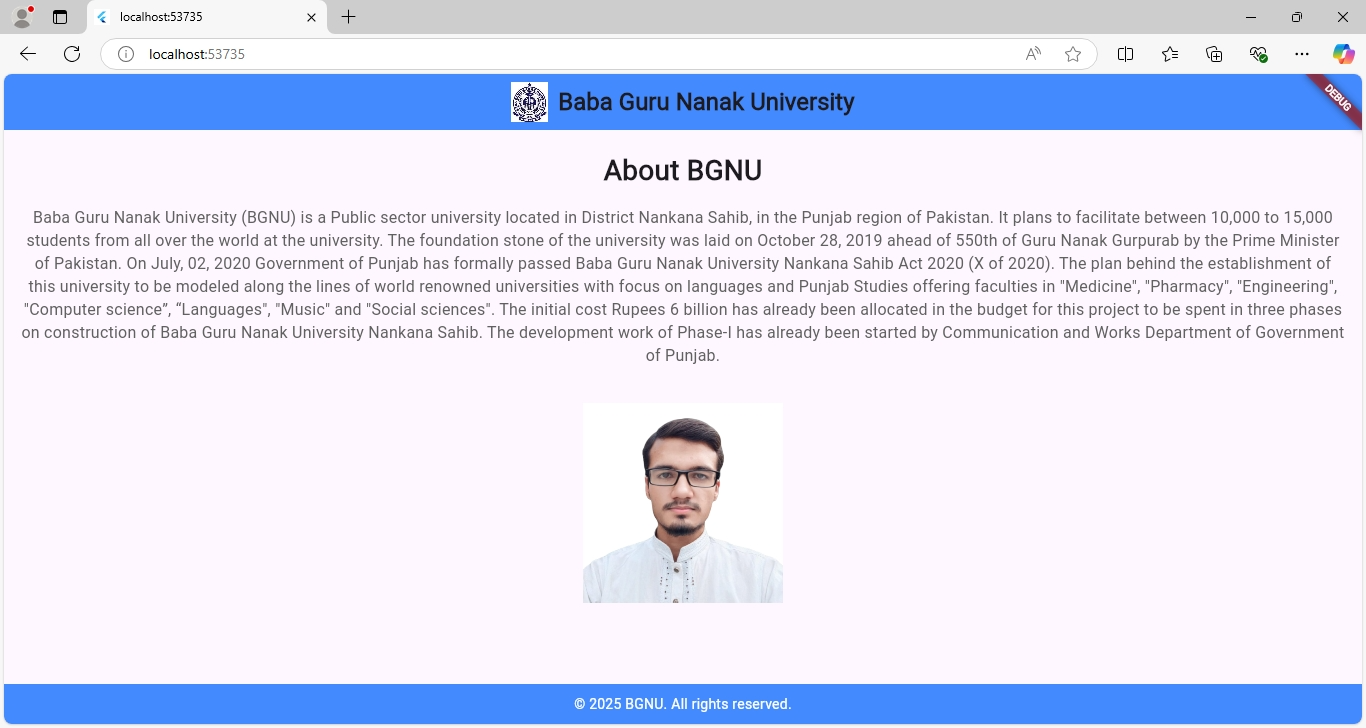 localhost:53735
localhost:53735
Baba Guru Nanak University
DEBUG
About BGNU
Baba Guru Nanak University (BGNU) is a Public sector university located in District Nankana Sahib, in the Punjab region of Pakistan. It plans to facilitate between 10,000 to 15,000
students from all over the world at the university. The foundation stone of the university was laid on October 28, 2019 ahead of 550th of Guru Nanak Gurpurab by the Prime Minister
of Pakistan. On July, 02, 2020 Government of Punjab has formally passed Baba Guru Nanak University Nankana Sahib Act 2020 (X of 2020). The plan behind the establishment of
this university to be modeled along the lines of world renowned universities with focus on languages and Punjab Studies offering faculties in "Medicine", "Pharmacy", "Engineering",
"Computer science”, “Languages", "Music" and "Social sciences". The initial cost Rupees 6 billion has already been allocated in the budget for this project to be spent in three phases
on construction of Baba Guru Nanak University Nankana Sahib. The development work of Phase-I has already been started by Communication and Works Department of Government
of Punjab.
© 2025 BGNU. All rights reserved.